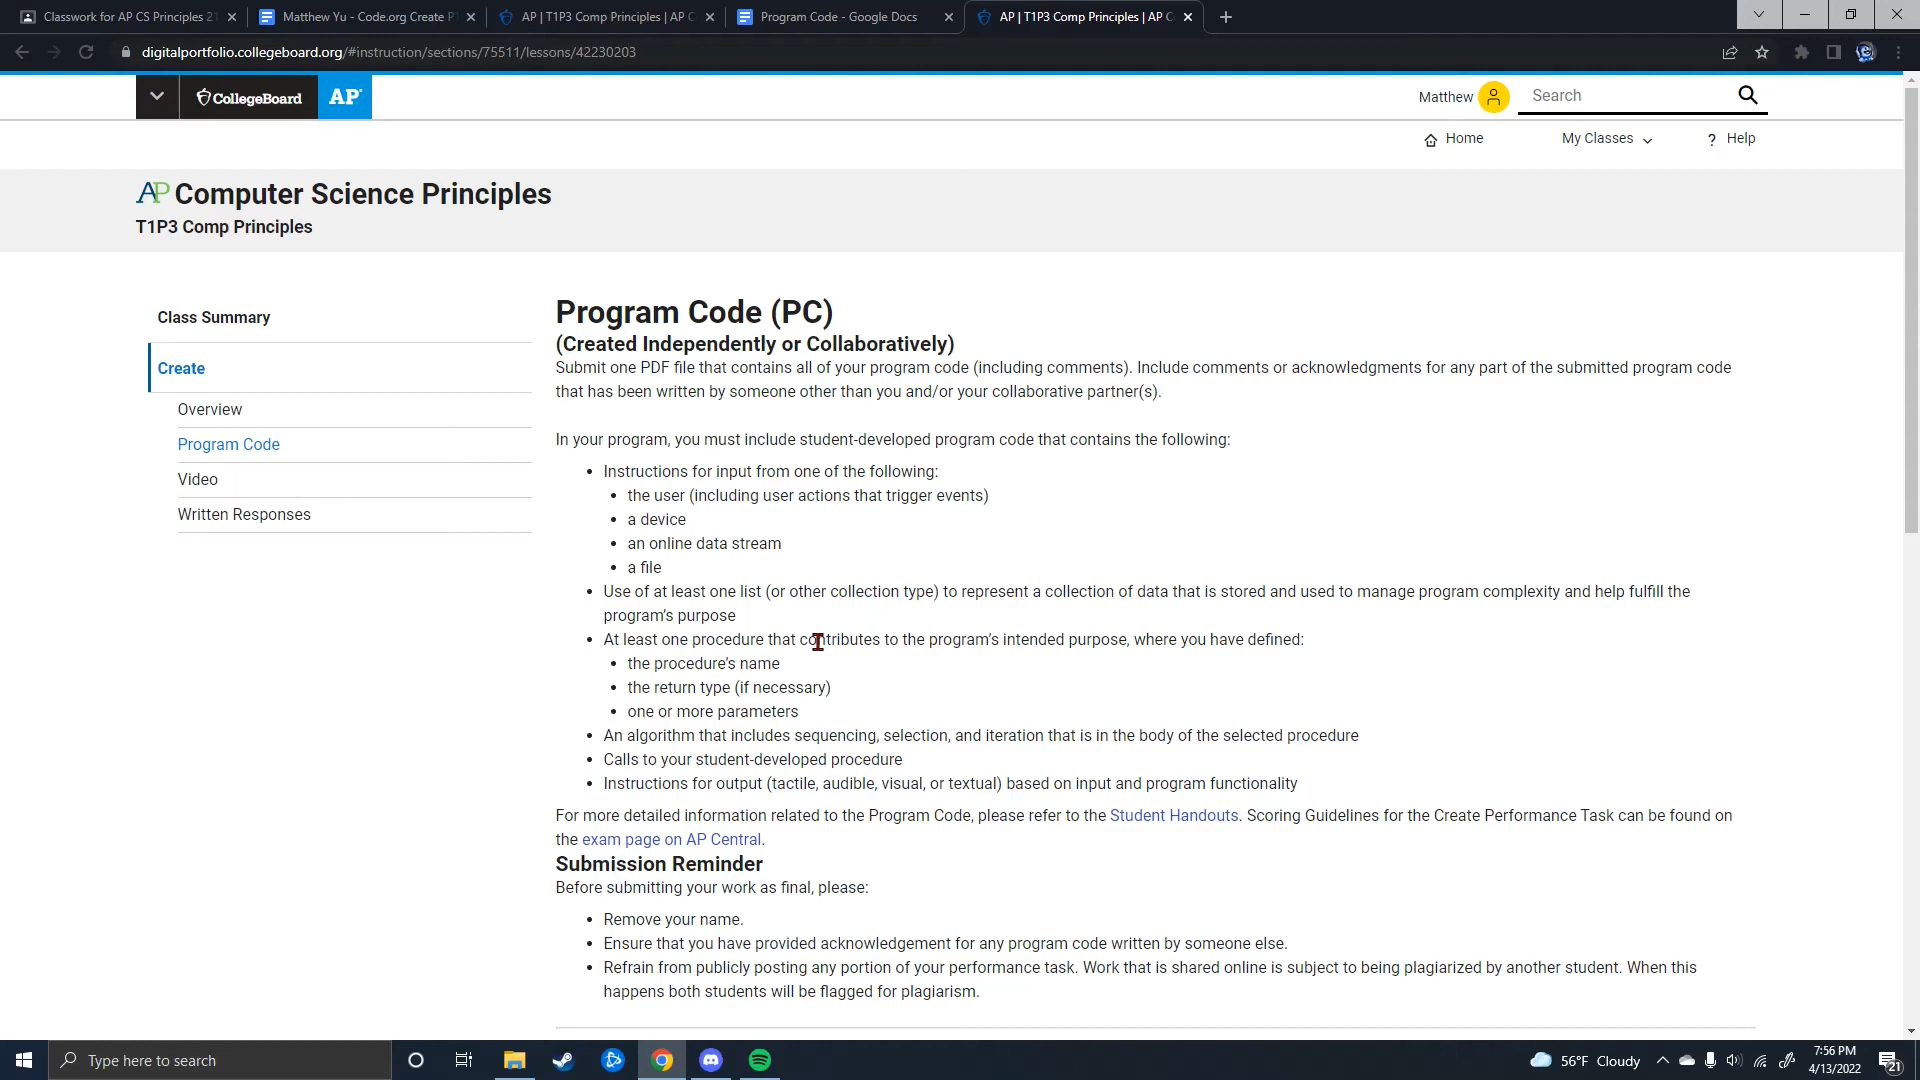 Classwork for AP CS Principles 21
Matthew Yu - Code.org Create PT
AP | T1P3 Comp Principles | AP C
Program Code - Google Docs
AP | T1P3 Comp Principles | AP C
digitalportfolio.collegeboard.org/#instruction/sections/75511/lessons/42230203
CollegeBoard
AP
Matthew
Search
Home
My Classes
? Help
AP Computer Science Principles
T1P3 Comp Principles
Class Summary
Create
Overview
Program Code
Video
Written Responses
Program Code (PC)
(Created Independently or Collaboratively)
Submit one PDF file that contains all of your program code (including comments). Include comments or acknowledgments for any part of the submitted program code
that has been written by someone other than you and/or your collaborative partner(s).
In your program, you must include student-developed program code that contains the following:
• Instructions for input from one of the following:
• the user (including user actions that trigger events)
• a device
• an online data stream
• a file
• Use of at least one list (or other collection type) to represent a collection of data that is stored and used to manage program complexity and help fulfill the
program's purpose
• At least one procedure that contributes to the program's intended purpose, where you have defined:
• the procedure's name
• the return type (if necessary)
• one or more parameters
• An algorithm that includes sequencing, selection, and iteration that is in the body of the selected procedure
• Calls to your student-developed procedure
• Instructions for output (tactile, audible, visual, or textual) based on input and program functionality
For more detailed information related to the Program Code, please refer to the Student Handouts. Scoring Guidelines for the Create Performance Task can be found on
the exam page on AP Central.
Submission Reminder
Before submitting your work as final, please:
• Remove your name.
• Ensure that you have provided acknowledgement for any program code written by someone else.
• Refrain from publicly posting any portion of your performance task. Work that is shared online is subject to being plagiarized by another student. When this
happens both students will be flagged for plagiarism.
Type here to search
56°F Cloudy
7:56 PM
4/13/2022
21